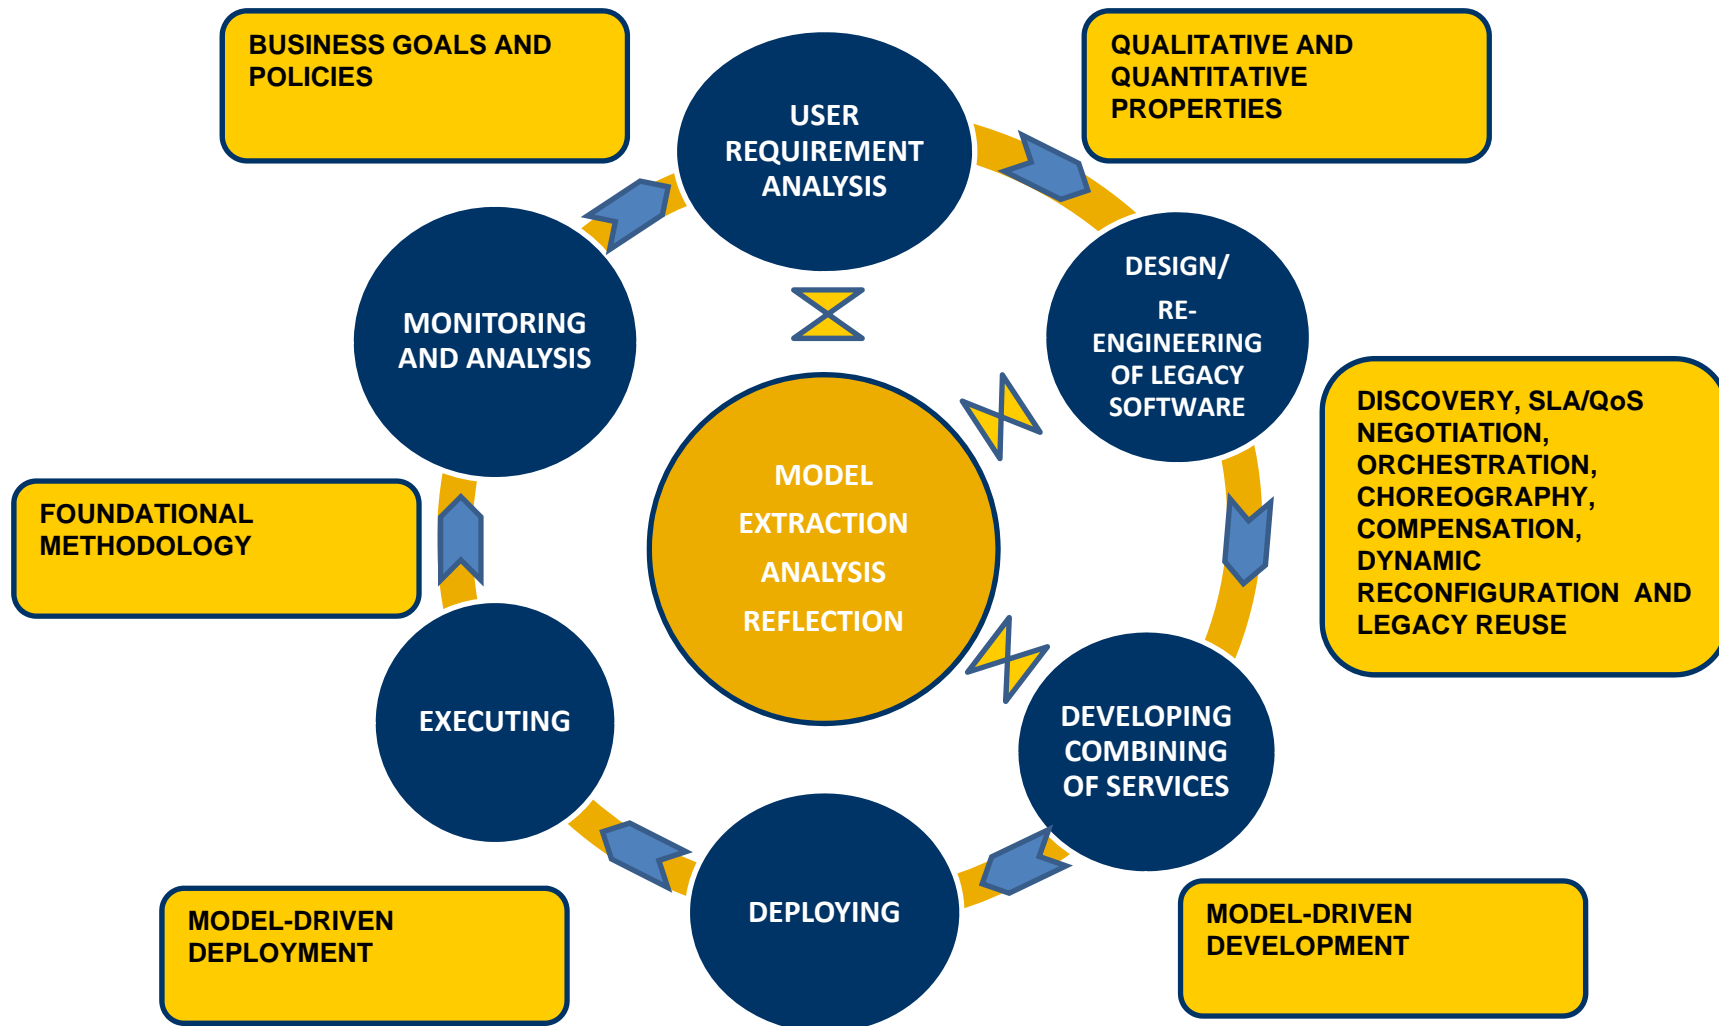 BUSINESS GOALS AND
POLICIES
USER
REQUIREMENT
ANALYSIS
QUALITATIVE AND
QUANTITATIVE
PROPERTIES
MONITORING
AND ANALYSIS
DESIGN/
RE-
ENGINEERING
OF LEGACY
SOFTWARE
DISCOVERY, SLA/QoS
NEGOTIATION,
ORCHESTRATION,
CHOREOGRAPHY,
COMPENSATION,
DYNAMIC
RECONFIGURATION AND
LEGACY REUSE
MODEL
EXTRACTION
ANALYSIS
REFLECTION
FOUNDATIONAL
METHODOLOGY
EXECUTING
DEVELOPING
COMBINING
OF SERVICES
DEPLOYING
MODEL-DRIVEN
DEPLOYMENT
MODEL-DRIVEN
DEVELOPMENT